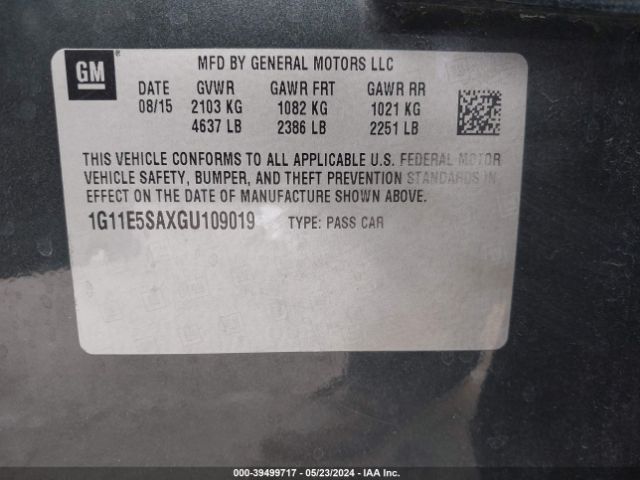 GM
MFD BY GENERAL MOTORS LLC
DATE GVWR GAWR FRT GAWR RR
08/15 2103 KG 1082 KG 1021 KG
4637 LB 2386 LB 2251 LB
THIS VEHICLE CONFORMS TO ALL APPLICABLE U.S. FEDERAL MOTOR
VEHICLE SAFETY, BUMPER, AND THEFT PREVENTION STANDARDS IN
EFFECT ON THE DATE OF MANUFACTURE SHOWN ABOVE.
1G11E5SAXGU109019 TYPE: PASS CAR
000-39499717 - 05/23/2024 - IAA Inc.